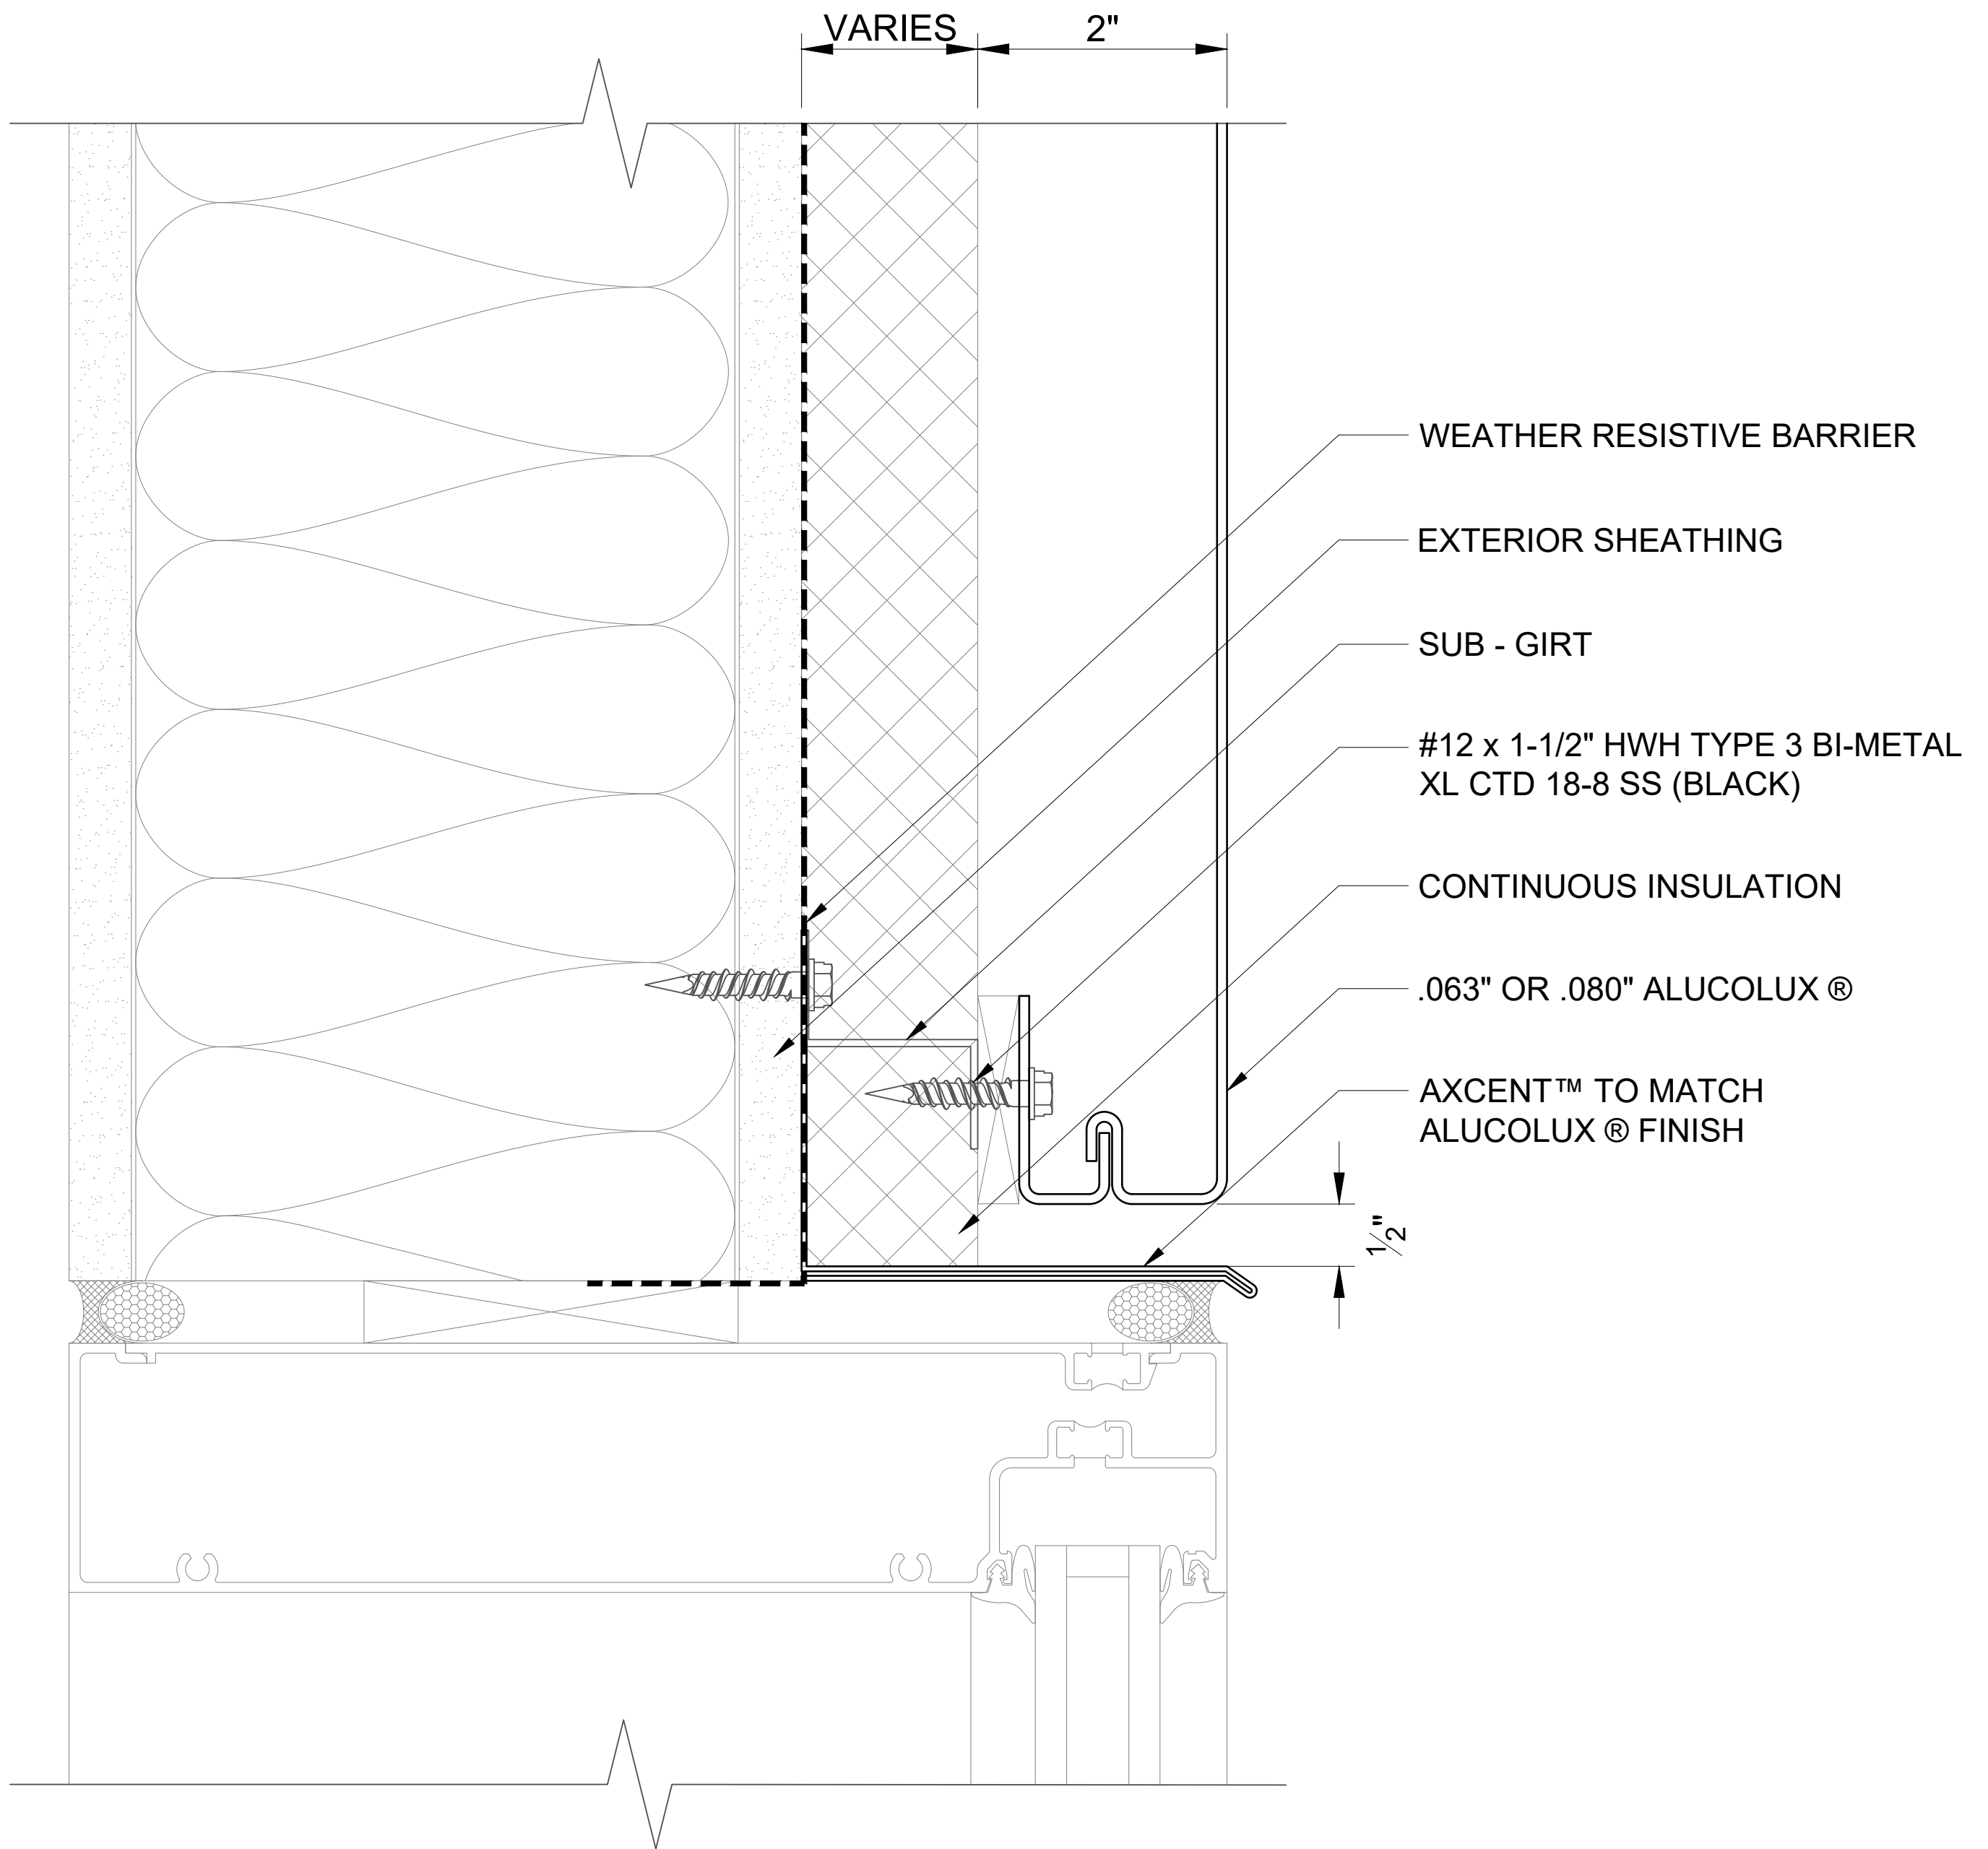 VARIES
2"
WEATHER RESISTIVE BARRIER
EXTERIOR SHEATHING
SUB - GIRT
#12 x 1-1/2" HWH TYPE 3 BI-METAL
XL CTD 18-8 SS (BLACK)
CONTINUOUS INSULATION
.063" OR .080" ALUCOLUX ®
AXCENT™ TO MATCH
ALUCOLUX ® FINISH
1/2"